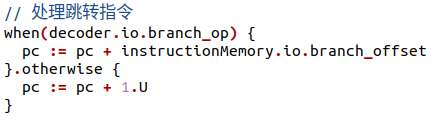 // 处理跳转指令
when(decoder.io.branch_op) {
  pc := pc + instructionMemory.io.branch_offset
}.otherwise {
  pc := pc + 1.U
}